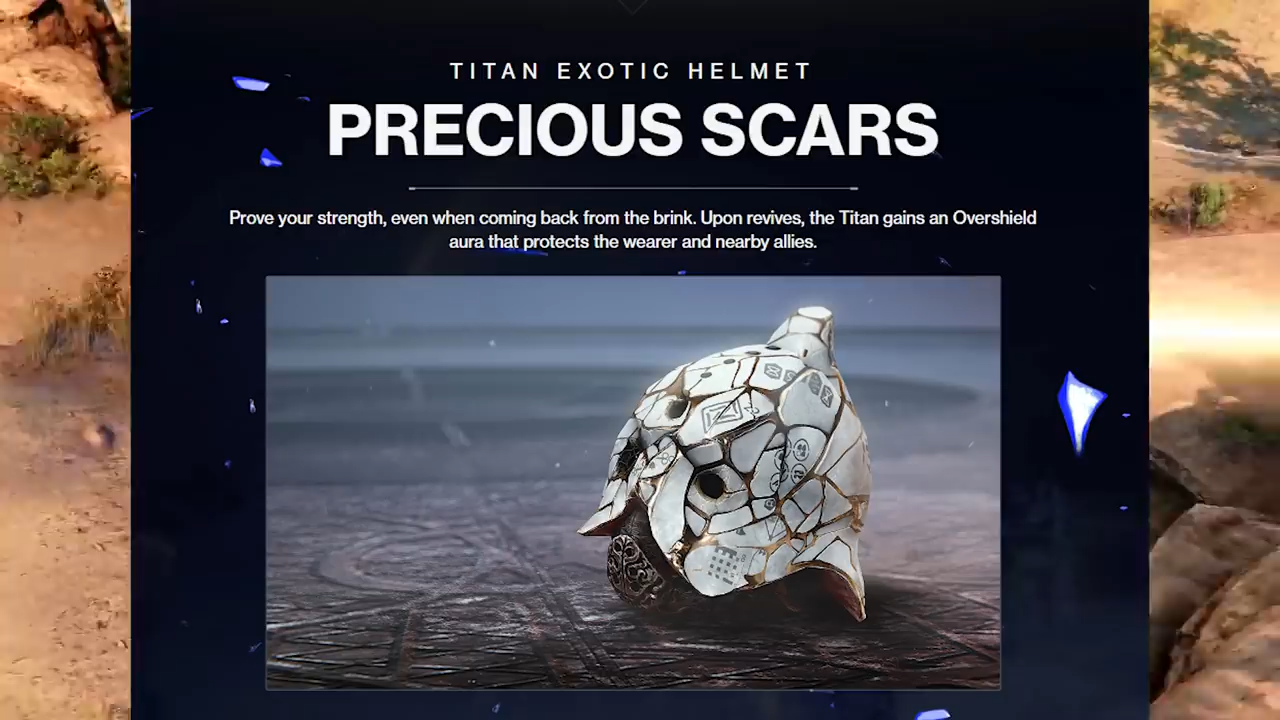 TITAN EXOTIC HELMET
PRECIOUS SCARS
Prove your strength, even when coming back from the brink. Upon revives, the Titan gains an Overshield
aura that protects the wearer and nearby allies.